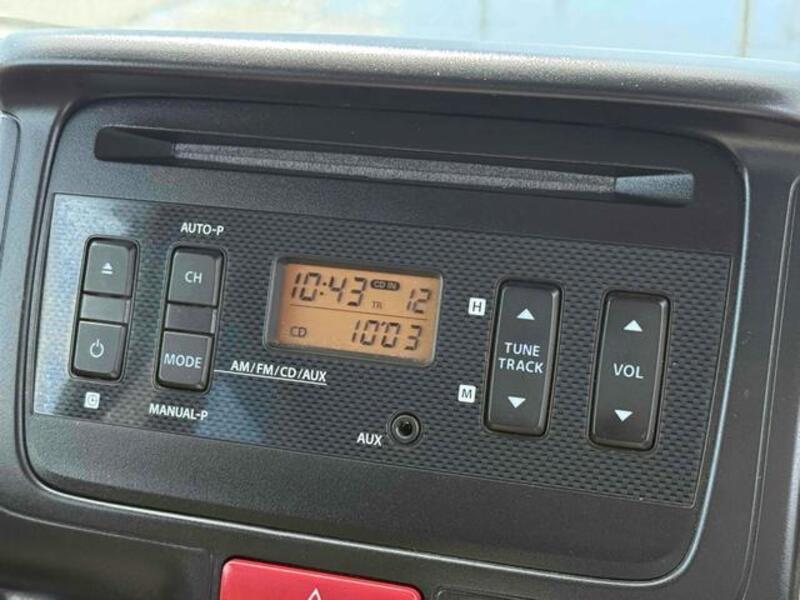 AUTO-P
CH
MODE
MANUAL-P
AM/FM/CD/AUX
10:43 CD IN TR 12
CD 10'03
AUX
H
M
TUNE
TRACK
VOL